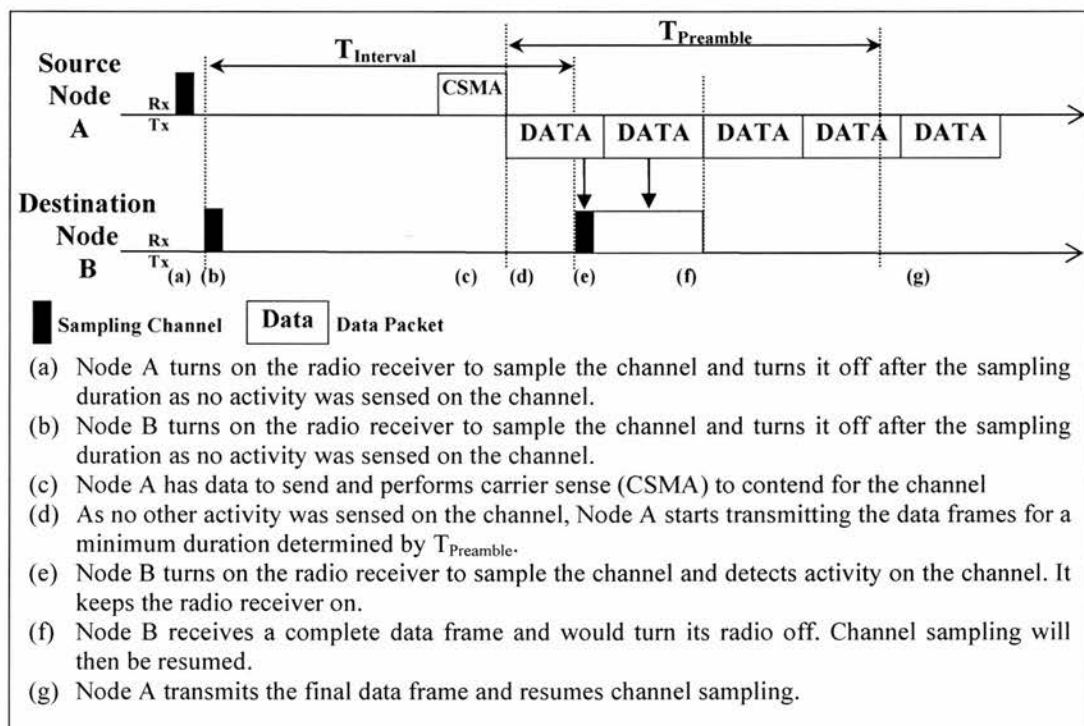 T_Preamble
T_Interval
Source
Node
A
Rx
Tx
CSMA
DATA DATA DATA DATA DATA
Destination
Node
B
Rx
Tx
(a) (b) (c) (d) (e) (f) (g)
Sampling Channel Data Data Packet
(a) Node A turns on the radio receiver to sample the channel and turns it off after the sampling
duration as no activity was sensed on the channel.
(b) Node B turns on the radio receiver to sample the channel and turns it off after the sampling
duration as no activity was sensed on the channel.
(c) Node A has data to send and performs carrier sense (CSMA) to contend for the channel
(d) As no other activity was sensed on the channel, Node A starts transmitting the data frames for a
minimum duration determined by T_Preamble.
(e) Node B turns on the radio receiver to sample the channel and detects activity on the channel. It
keeps the radio receiver on.
(f) Node B receives a complete data frame and would turn its radio off. Channel sampling will
then be resumed.
(g) Node A transmits the final data frame and resumes channel sampling.